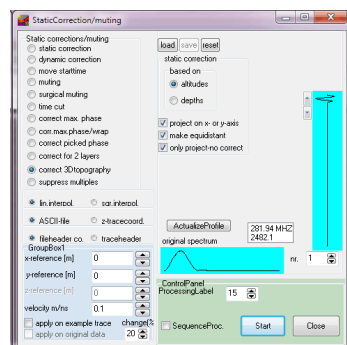 StaticCorrection/muting
Static corrections/muting
static correction
dynamic correction
move starttime
muting
surgical muting
time cut
correct max. phase
corr.max.phase/wrap
correct picked phase
correct for 2 layers
correct 3Dtopography
suppress multiples
lin.interpol.
sqr.interpol.
ASCII-file
z-tracecoord.
fileheader co.
traceheader
GroupBox1
x-reference [m] 0
y-reference [m] 0
z-reference [m] 0
velocity m/ns 0.1
apply on example trace
change(%
apply on original data
20
load save reset
static correction
based on
altitudes
depths
project on x- or y-axis
make equidistant
only project-no correct
ActualizeProfile
281.94 MHZ
2482.1
original spectrum
nr. 1
ControlPanel
ProcessingLabel 15
SequenceProc.
Start
Close